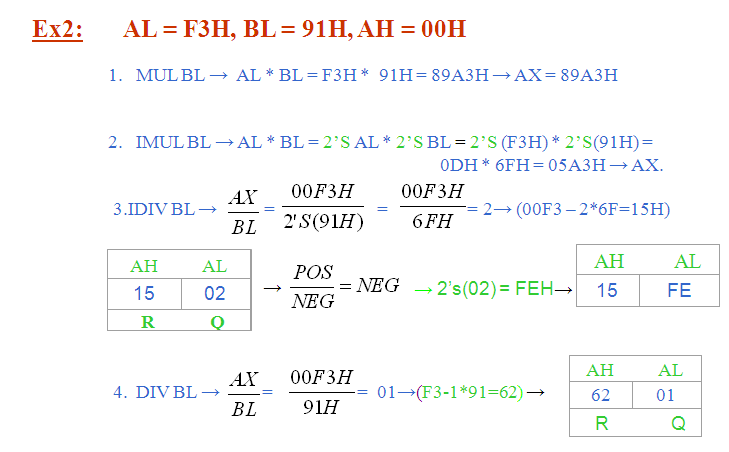 Ex2: AL = F3H, BL = 91H, AH = 00H
1. MUL BL → AL * BL = F3H * 91H = 89A3H → AX = 89A3H
2. IMUL BL → AL * BL = 2'S AL * 2'S BL = 2'S (F3H) * 2'S(91H) =
0DH * 6FH = 05A3H → AX.
3.IDIV BL → AX/BL = 00F3H/2'S(91H) = 00F3H/6FH = 2→ (00F3 – 2*6F=15H)
AH AL
15 02
R Q
→ POS/NEG = NEG → 2's(02) = FEH→
AH AL
15 FE
4. DIV BL → AX/BL = 00F3H/91H = 01→(F3-1*91=62)→
AH AL
62 01
R Q